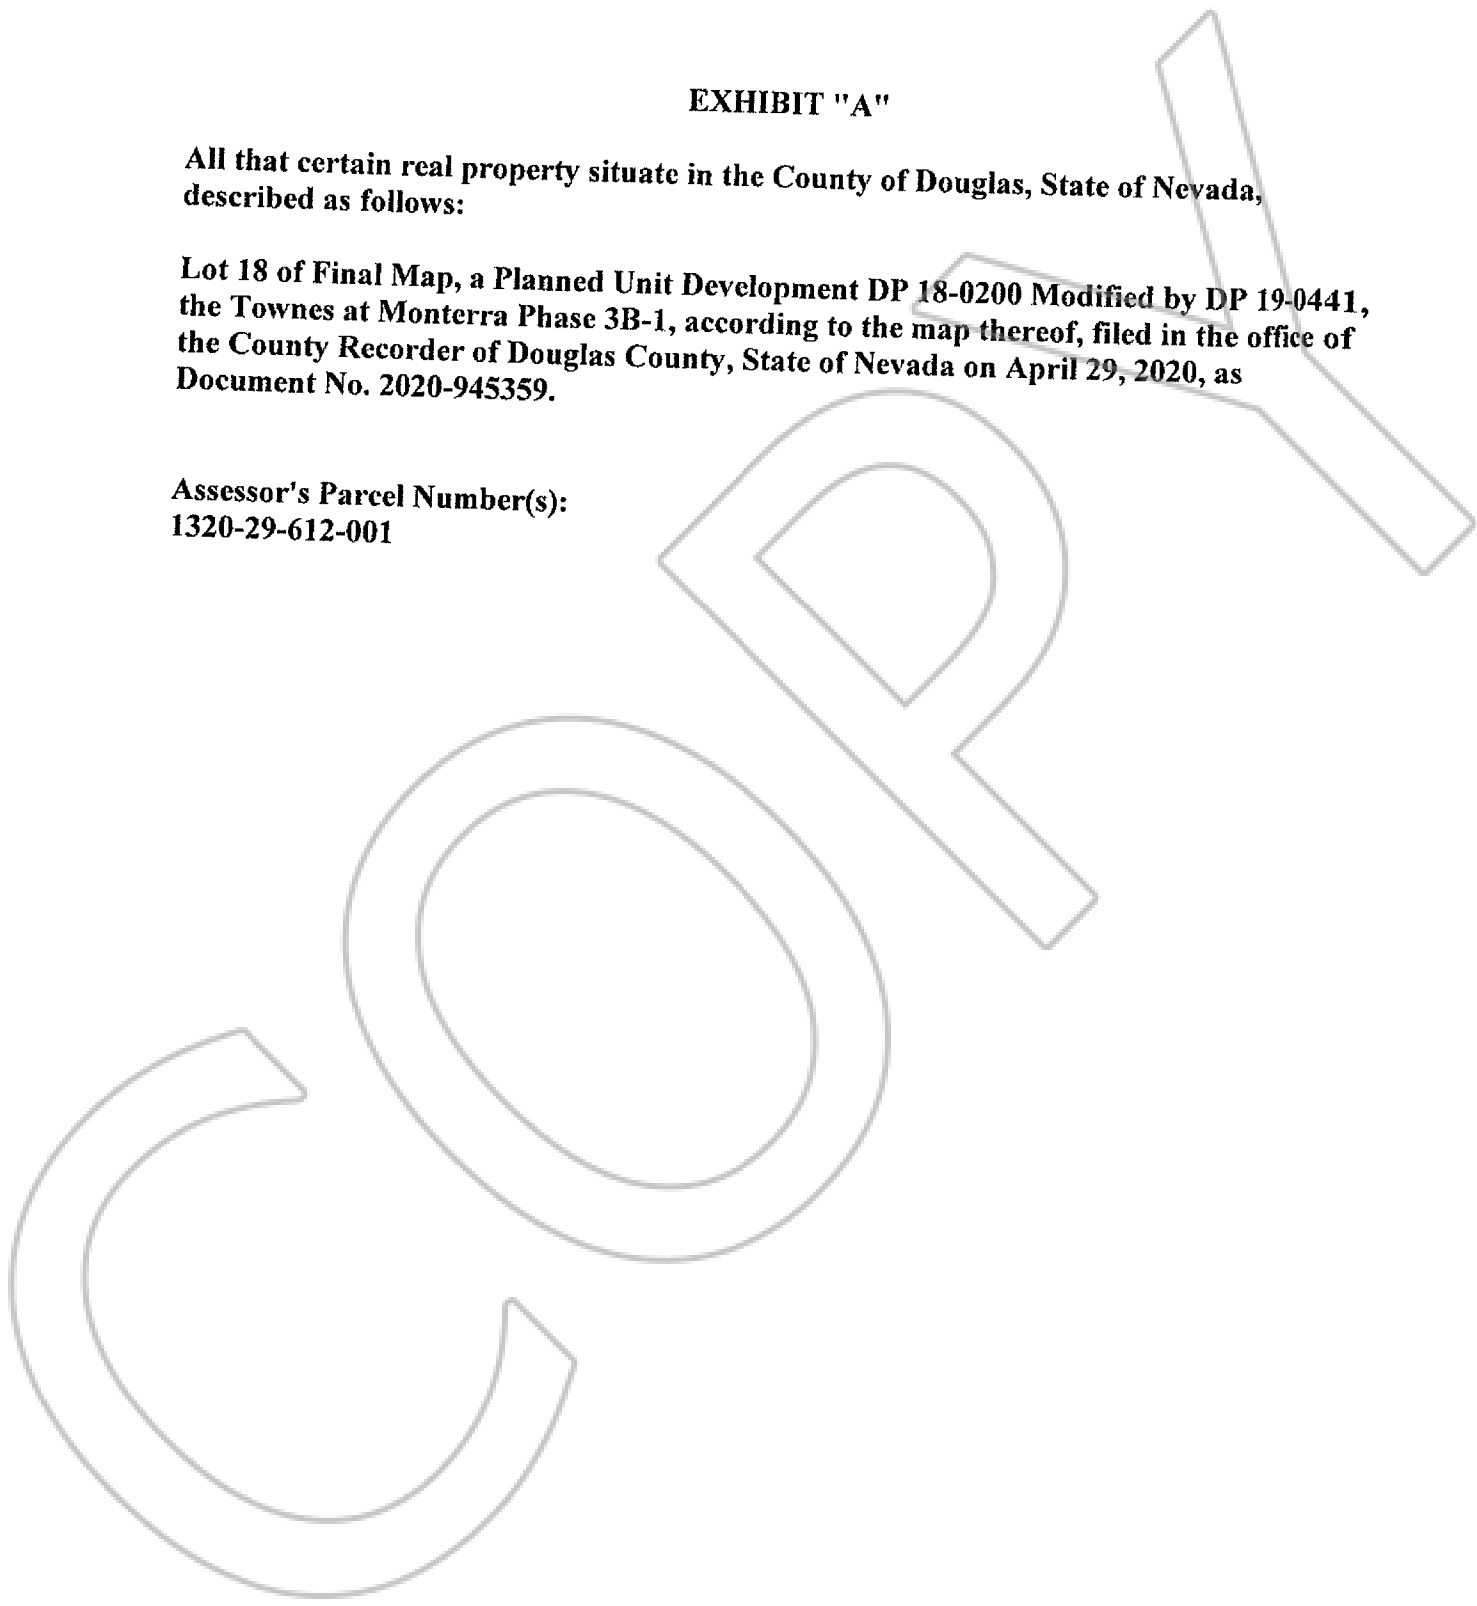 EXHIBIT "A"
All that certain real property situate in the County of Douglas, State of Nevada,
described as follows:
Lot 18 of Final Map, a Planned Unit Development DP 18-0200 Modified by DP 19-0441,
the Townes at Monterra Phase 3B-1, according to the map thereof, filed in the office of
the County Recorder of Douglas County, State of Nevada on April 29, 2020, as
Document No. 2020-945359.
Assessor's Parcel Number(s):
1320-29-612-001
COPY